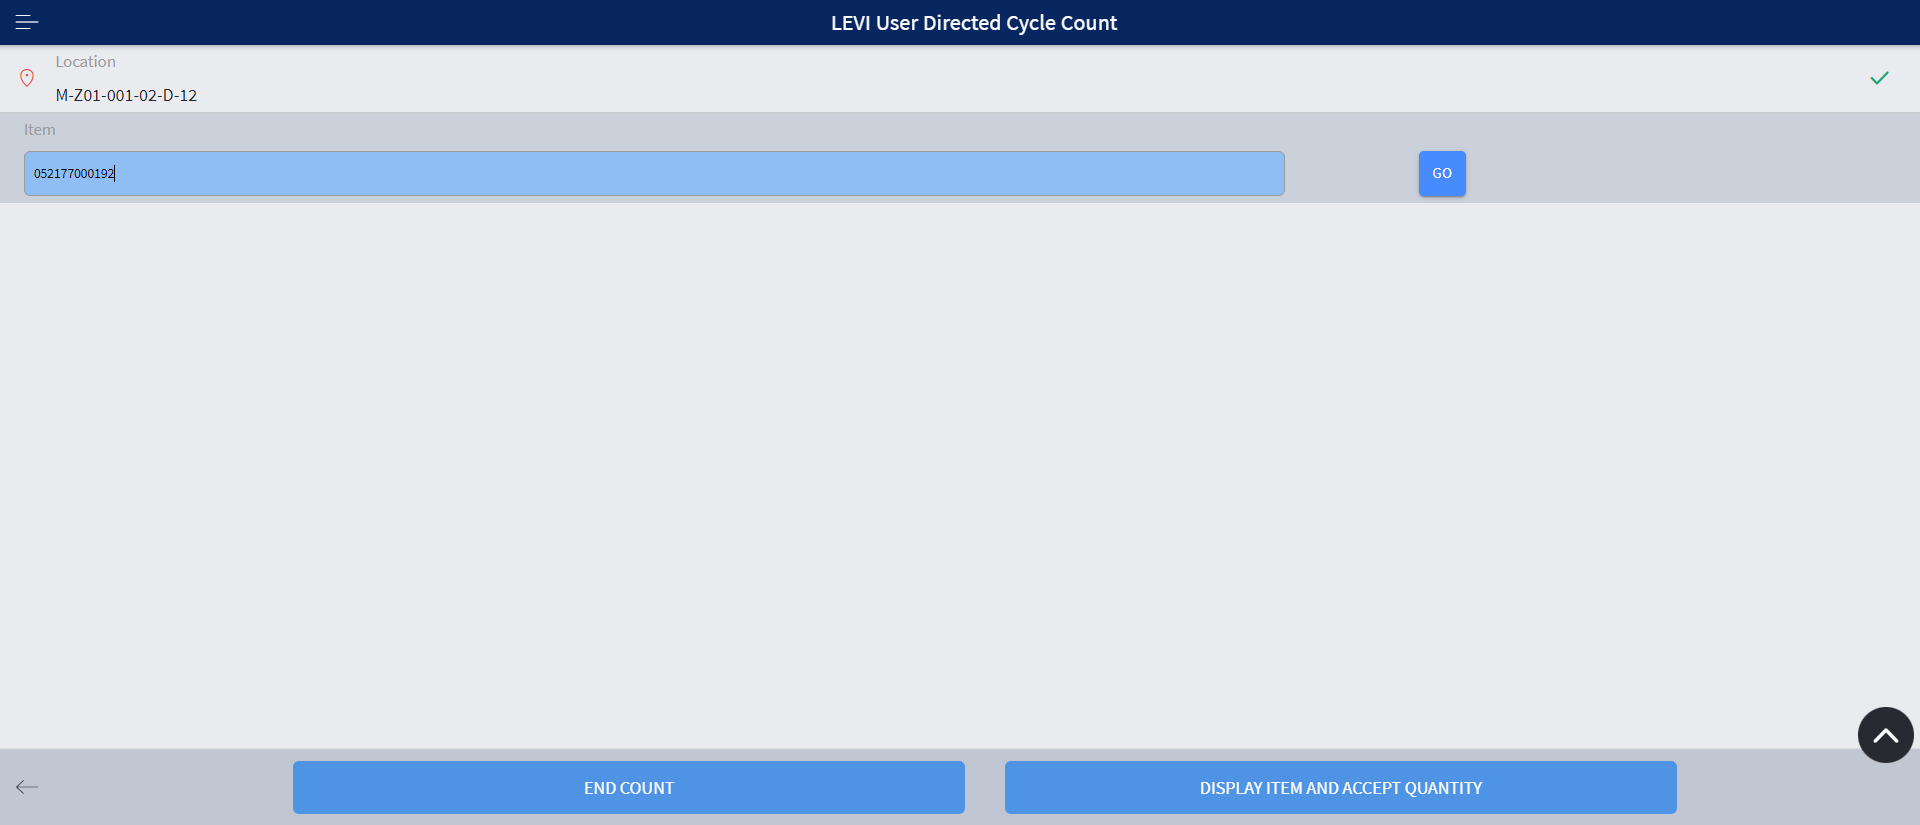 LEVI User Directed Cycle Count
Location
M-Z01-001-02-D-12
Item
052177000192
GO
END COUNT
DISPLAY ITEM AND ACCEPT QUANTITY